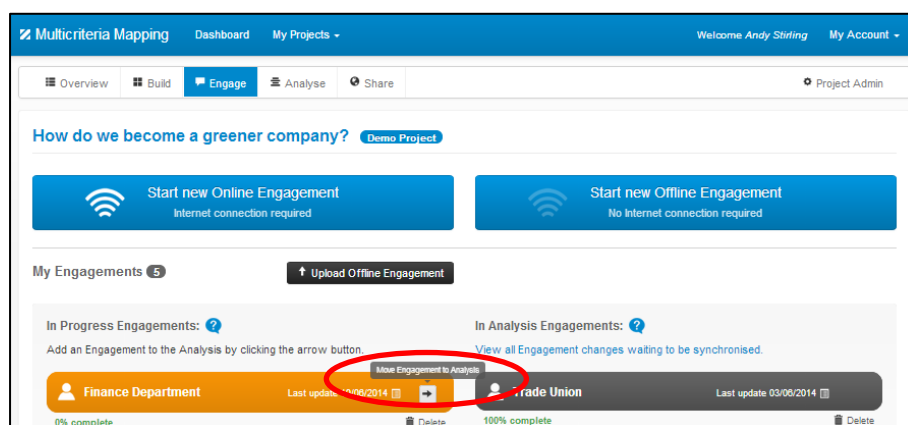 Multicriteria Mapping Dashboard My Projects Welcome Andy Stirling My Account
Overview Build Engage Analyse Share Project Admin
How do we become a greener company? Demo Project
Start new Online Engagement
Internet connection required
Start new Offline Engagement
No Internet connection required
My Engagements 5 Upload Offline Engagement
In Progress Engagements: ?
Add an Engagement to the Analysis by clicking the arrow button.
Move Engagement to Analysis
Finance Department Last update /06/2014
0% complete Delete
In Analysis Engagements: ?
View all Engagement changes waiting to be synchronised.
Trade Union Last update 03/06/2014
100% complete Delete